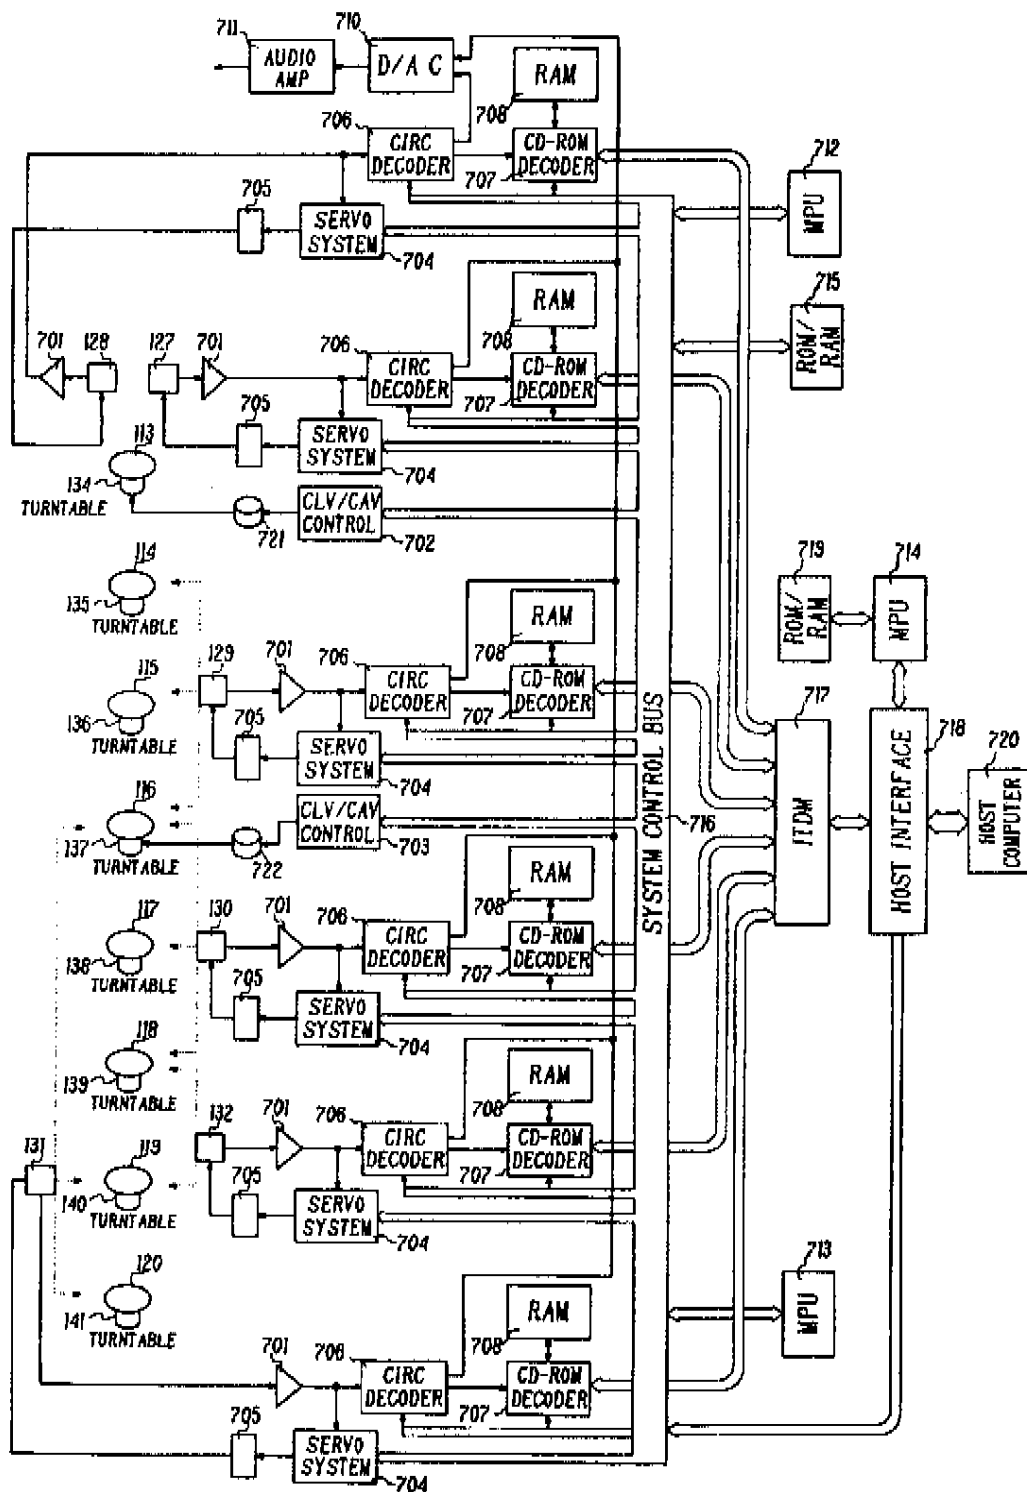 711
710
AUDIO
AMP
D/A C
RAM
708
706
CIRC
DECODER
CD-ROM
DECODER
707
712
MPU
705
SERVO
SYSTEM
704
715
ROM/
RAM
RAM
708
701
128
127
701
706
CIRC
DECODER
CD-ROM
DECODER
707
705
SERVO
SYSTEM
704
113
134
TURNTABLE
721
CLV/CAV
CONTROL
702
114
135
TURNTABLE
719
714
ROM/
RAM
MPU
RAM
708
129
701
706
CIRC
DECODER
CD-ROM
DECODER
707
115
136
TURNTABLE
705
SERVO
SYSTEM
704
SYSTEM CONTROL BUS
716
717
ITDM
HOST INTERFACE
718
720
HOST
COMPUTER
116
137
TURNTABLE
722
CLV/CAV
CONTROL
703
RAM
708
117
138
TURNTABLE
130
701
706
CIRC
DECODER
CD-ROM
DECODER
707
705
SERVO
SYSTEM
704
118
139
TURNTABLE
RAM
708
132
701
706
CIRC
DECODER
CD-ROM
DECODER
707
131
119
140
TURNTABLE
705
SERVO
SYSTEM
704
120
141
TURNTABLE
713
MPU
RAM
708
701
706
CIRC
DECODER
CD-ROM
DECODER
707
705
SERVO
SYSTEM
704